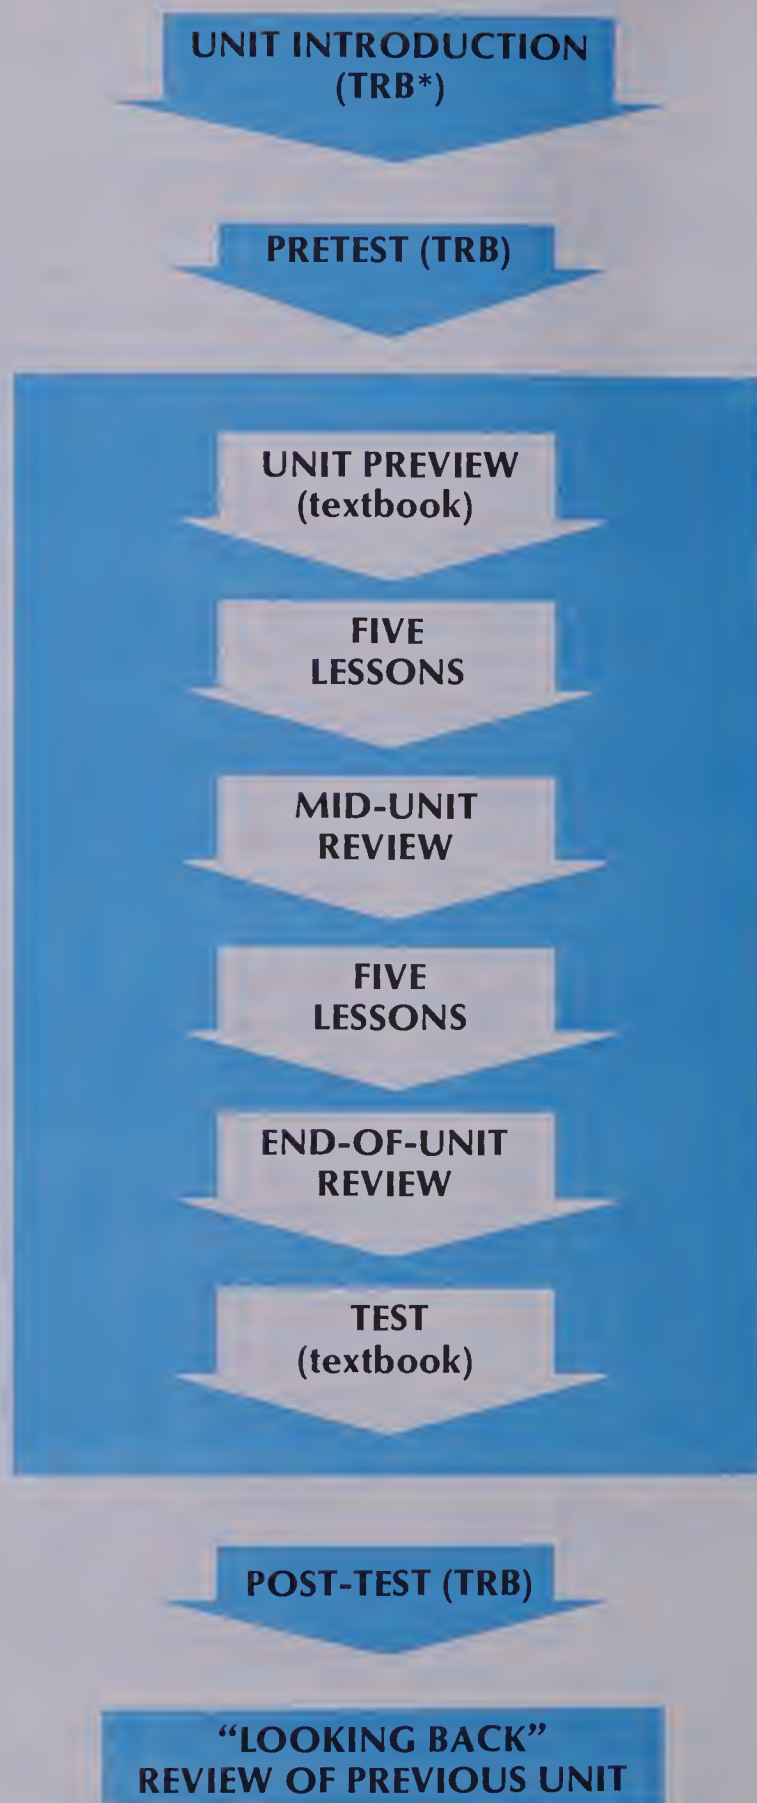 UNIT INTRODUCTION
(TRB*)
PRETEST (TRB)
UNIT PREVIEW
(textbook)
FIVE
LESSONS
MID-UNIT
REVIEW
FIVE
LESSONS
END-OF-UNIT
REVIEW
TEST
(textbook)
POST-TEST (TRB)
“LOOKING BACK”
REVIEW OF PREVIOUS UNIT